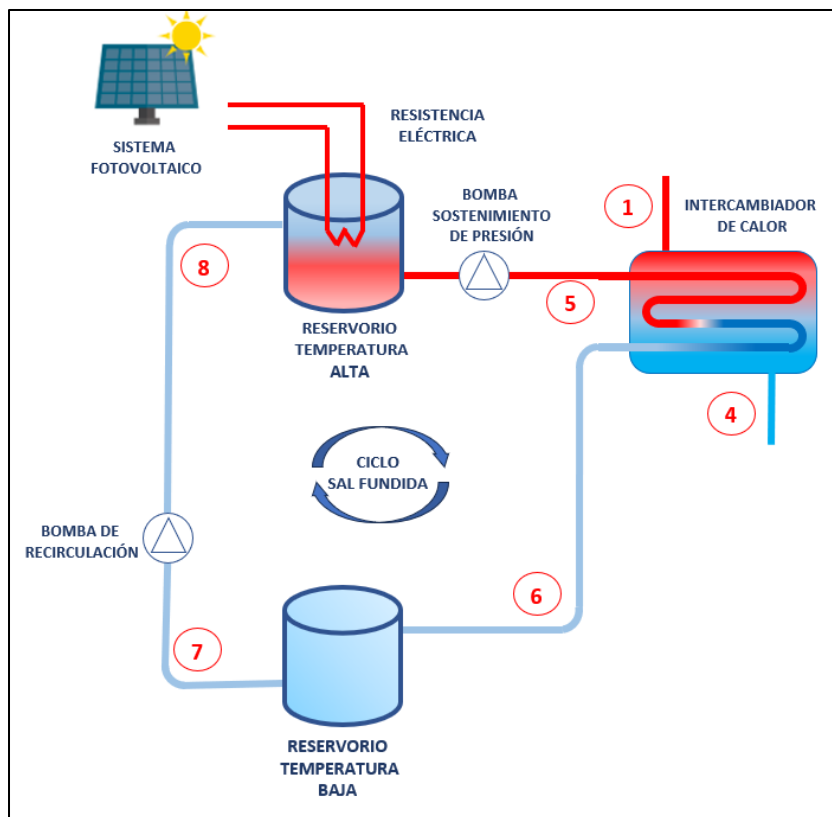 RESISTENCIA
ELÉCTRICA
SISTEMA
FOTOVOLTAICO
BOMBA
SOSTENIMIENTO
DE PRESIÓN
1
INTERCAMBIADOR
DE CALOR
8
5
RESERVORIO
TEMPERATURA
ALTA
4
CICLO
SAL FUNDIDA
BOMBA DE
RECIRCULACIÓN
6
7
RESERVORIO
TEMPERATURA
BAJA